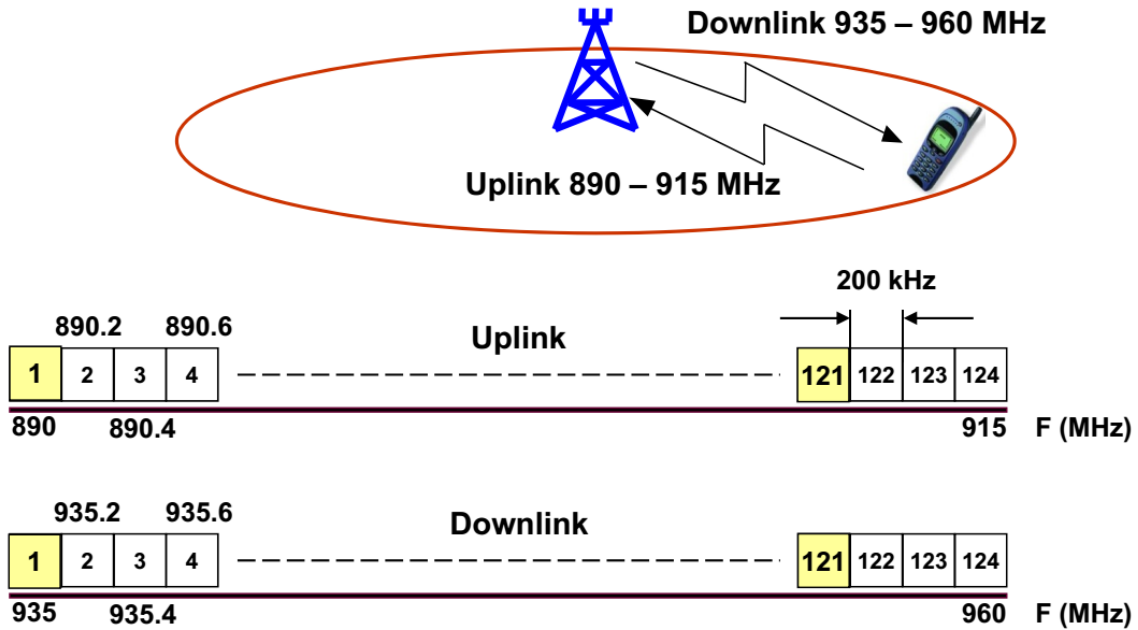 Downlink 935 – 960 MHz
Uplink 890 – 915 MHz
200 kHz
890.2 890.6 Uplink
1 2 3 4 121 122 123 124
890 890.4 915 F (MHz)
935.2 935.6 Downlink
1 2 3 4 121 122 123 124
935 935.4 960 F (MHz)